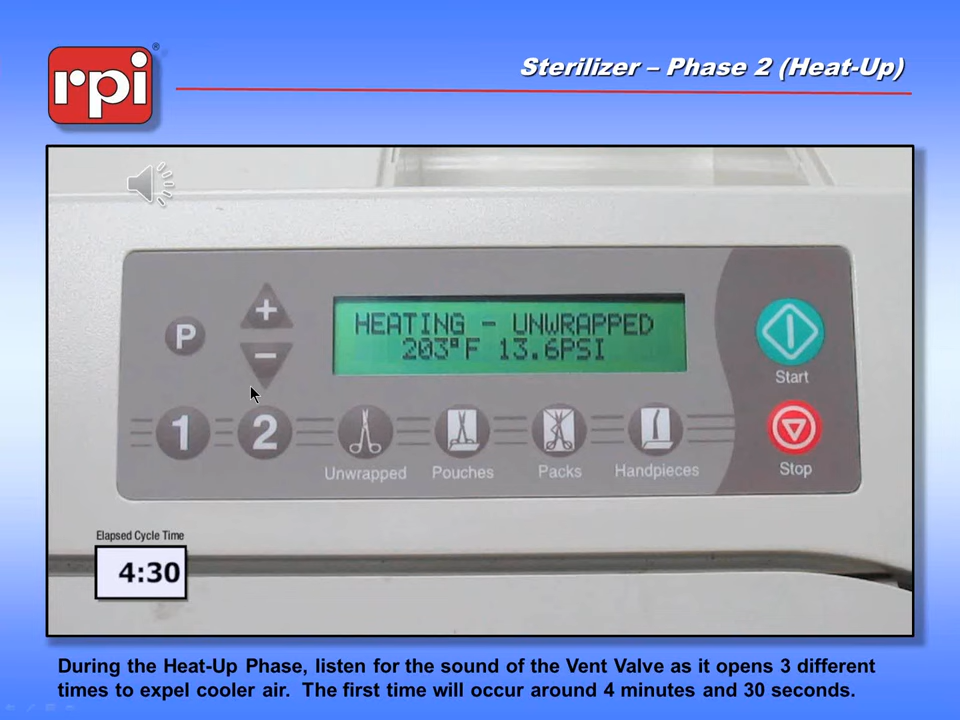 rpi®
Sterilizer – Phase 2 (Heat-Up)
HEATING - UNWRAPPED
203°F 13.6PSI
P
+
−
Start
1
2
Unwrapped
Pouches
Packs
Handpieces
Stop
Elapsed Cycle Time
4:30
During the Heat-Up Phase, listen for the sound of the Vent Valve as it opens 3 different
times to expel cooler air. The first time will occur around 4 minutes and 30 seconds.